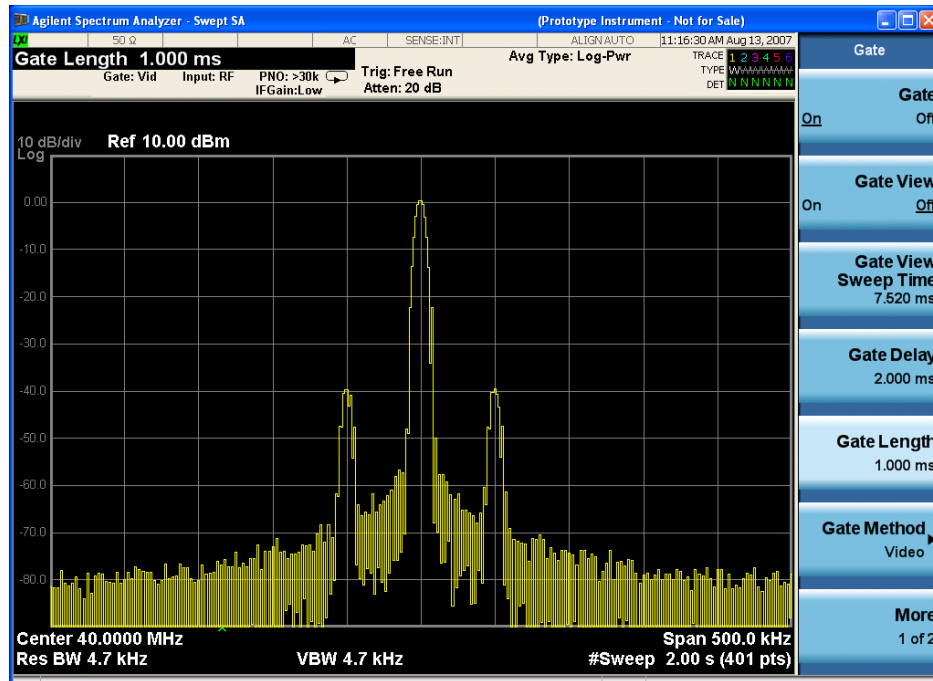 Agilent Spectrum Analyzer - Swept SA (Prototype Instrument - Not for Sale)
LXI 50 Ω AC SENSE:INT ALIGN AUTO 11:16:30 AM Aug 13, 2007
Gate Length 1.000 ms
Gate: Vid Input: RF PNO: >30k IFGain:Low
Trig: Free Run
Atten: 20 dB
Avg Type: Log-Pwr
TRACE 1 2 3 4 5 6
TYPE WWWWWW
DET N N N N N N
10 dB/div Ref 10.00 dBm
Log
0.00
-10.0
-20.0
-30.0
-40.0
-50.0
-60.0
-70.0
-80.0
Center 40.0000 MHz Span 500.0 kHz
Res BW 4.7 kHz VBW 4.7 kHz #Sweep 2.00 s (401 pts)
Gate
Gate
On Off
Gate View
On Off
Gate View
Sweep Time
7.520 ms
Gate Delay
2.000 ms
Gate Length
1.000 ms
Gate Method
Video
More
1 of 2